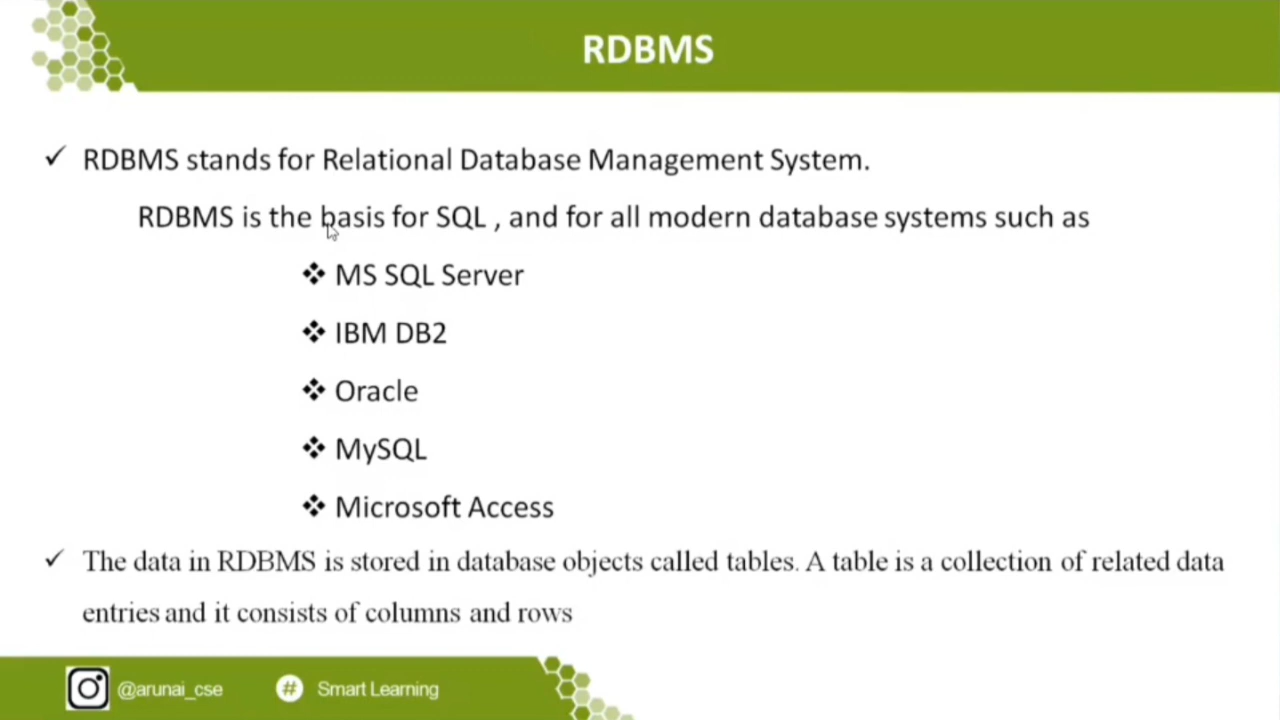 RDBMS
✓ RDBMS stands for Relational Database Management System.
RDBMS is the basis for SQL , and for all modern database systems such as
❖ MS SQL Server
❖ IBM DB2
❖ Oracle
❖ MySQL
❖ Microsoft Access
✓ The data in RDBMS is stored in database objects called tables. A table is a collection of related data
entries and it consists of columns and rows
@arunai_cse # Smart Learning